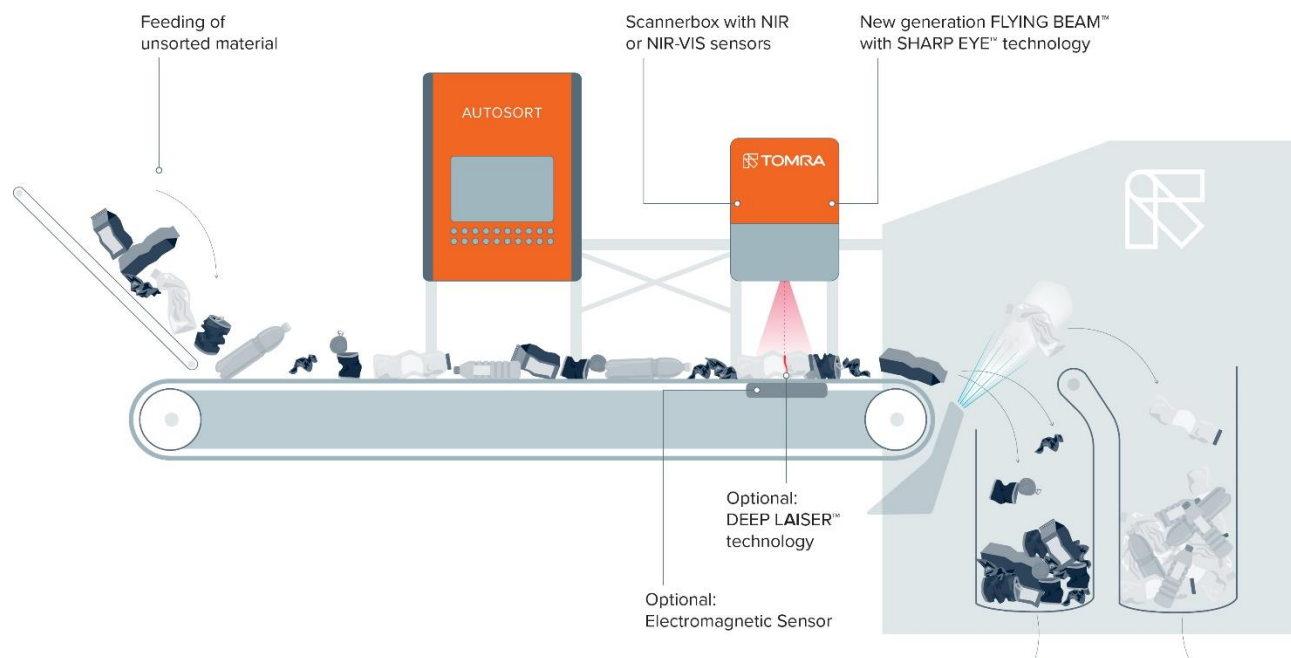 Feeding of
unsorted material
Scannerbox with NIR
or NIR-VIS sensors
New generation FLYING BEAM™
with SHARP EYE™ technology
AUTOSORT
TOMRA
Optional:
DEEP LAISER™
technology
Optional:
Electromagnetic Sensor